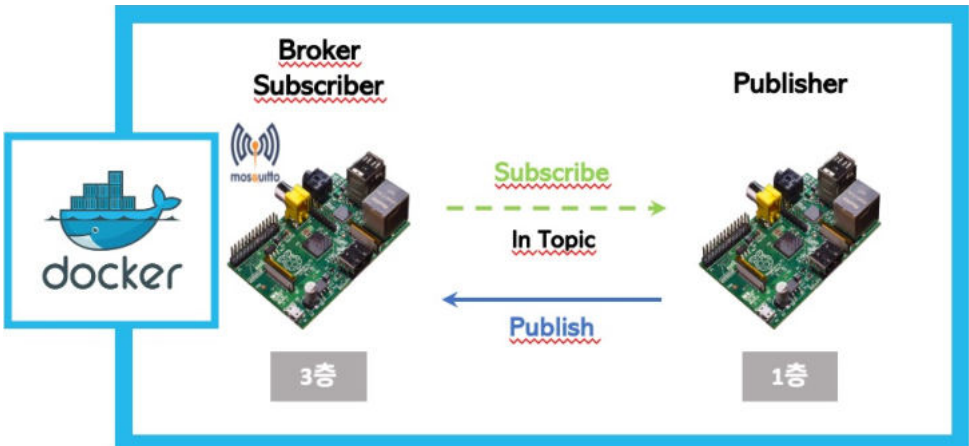 Broker
Subscriber
Publisher
mosquitto
Subscribe
In Topic
Publish
docker
3층
1층